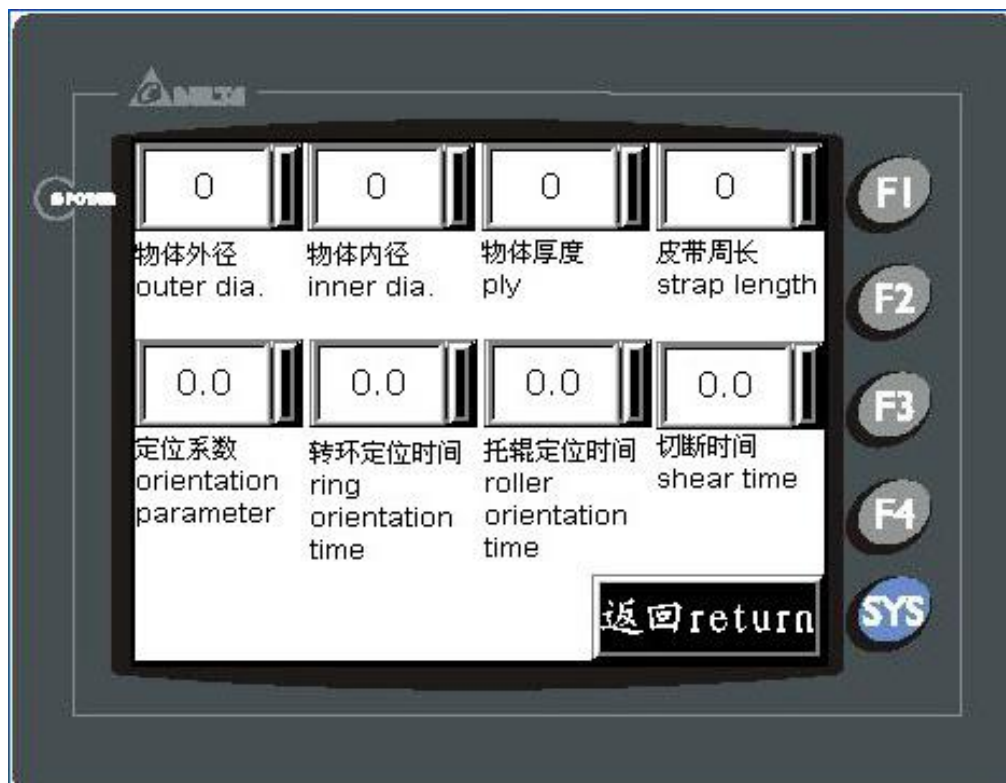 DELTA
0
0
0
0
POWER
物体外径
outer dia.
物体内径
inner dia.
物体厚度
ply
皮带周长
strap length
0.0
0.0
0.0
0.0
定位系数
orientation
parameter
转环定位时间
ring
orientation
time
托辊定位时间
roller
orientation
time
切断时间
shear time
返回return
F1
F2
F3
F4
SYS